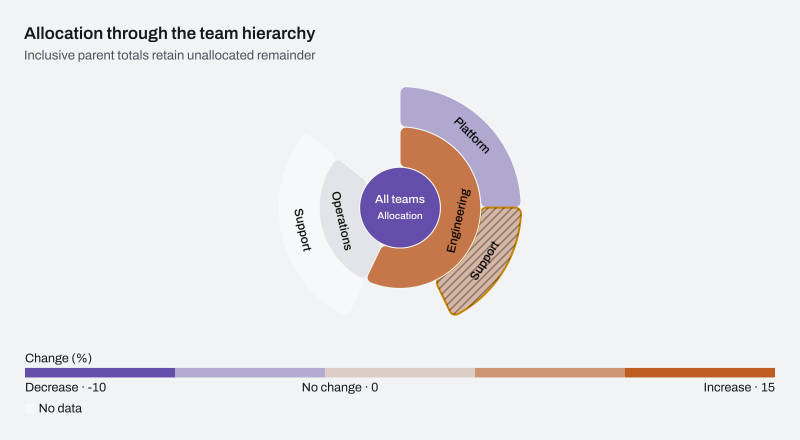 Allocation through the team hierarchy
Inclusive parent totals retain unallocated remainder
Platform
All teams
Allocation
Engineering
Operations
Support
Support
Change (%)
Decrease · -10
No change · 0
Increase · 15
No data